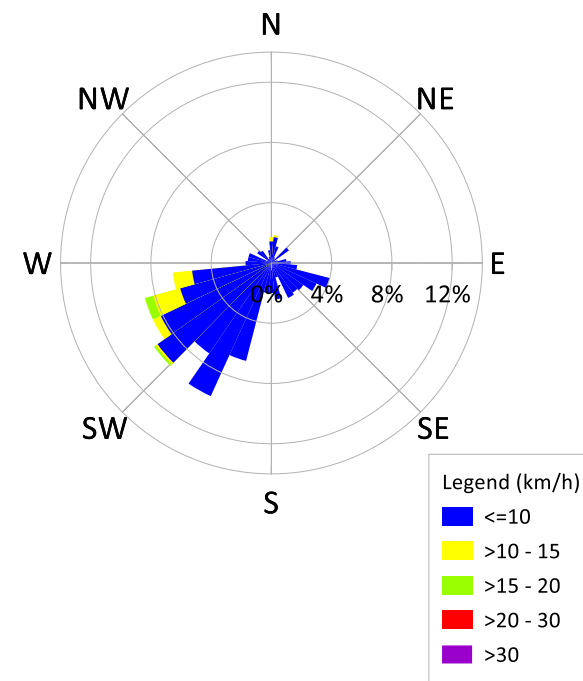 N
NW
NE
W
E
0%
4%
8%
12%
SW
SE
S
Legend (km/h)
<=10
>10 - 15
>15 - 20
>20 - 30
>30